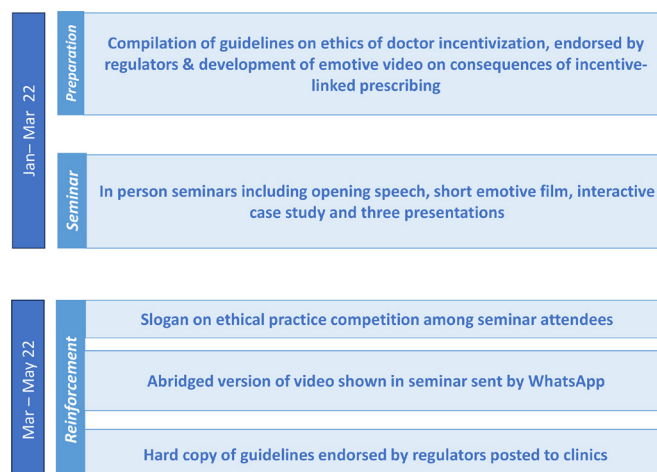 Jan– Mar 22
Preparation
Compilation of guidelines on ethics of doctor incentivization, endorsed by
regulators & development of emotive video on consequences of incentive-
linked prescribing
Seminar
In person seminars including opening speech, short emotive film, interactive
case study and three presentations
Mar – May 22
Reinforcement
Slogan on ethical practice competition among seminar attendees
Abridged version of video shown in seminar sent by WhatsApp
Hard copy of guidelines endorsed by regulators posted to clinics